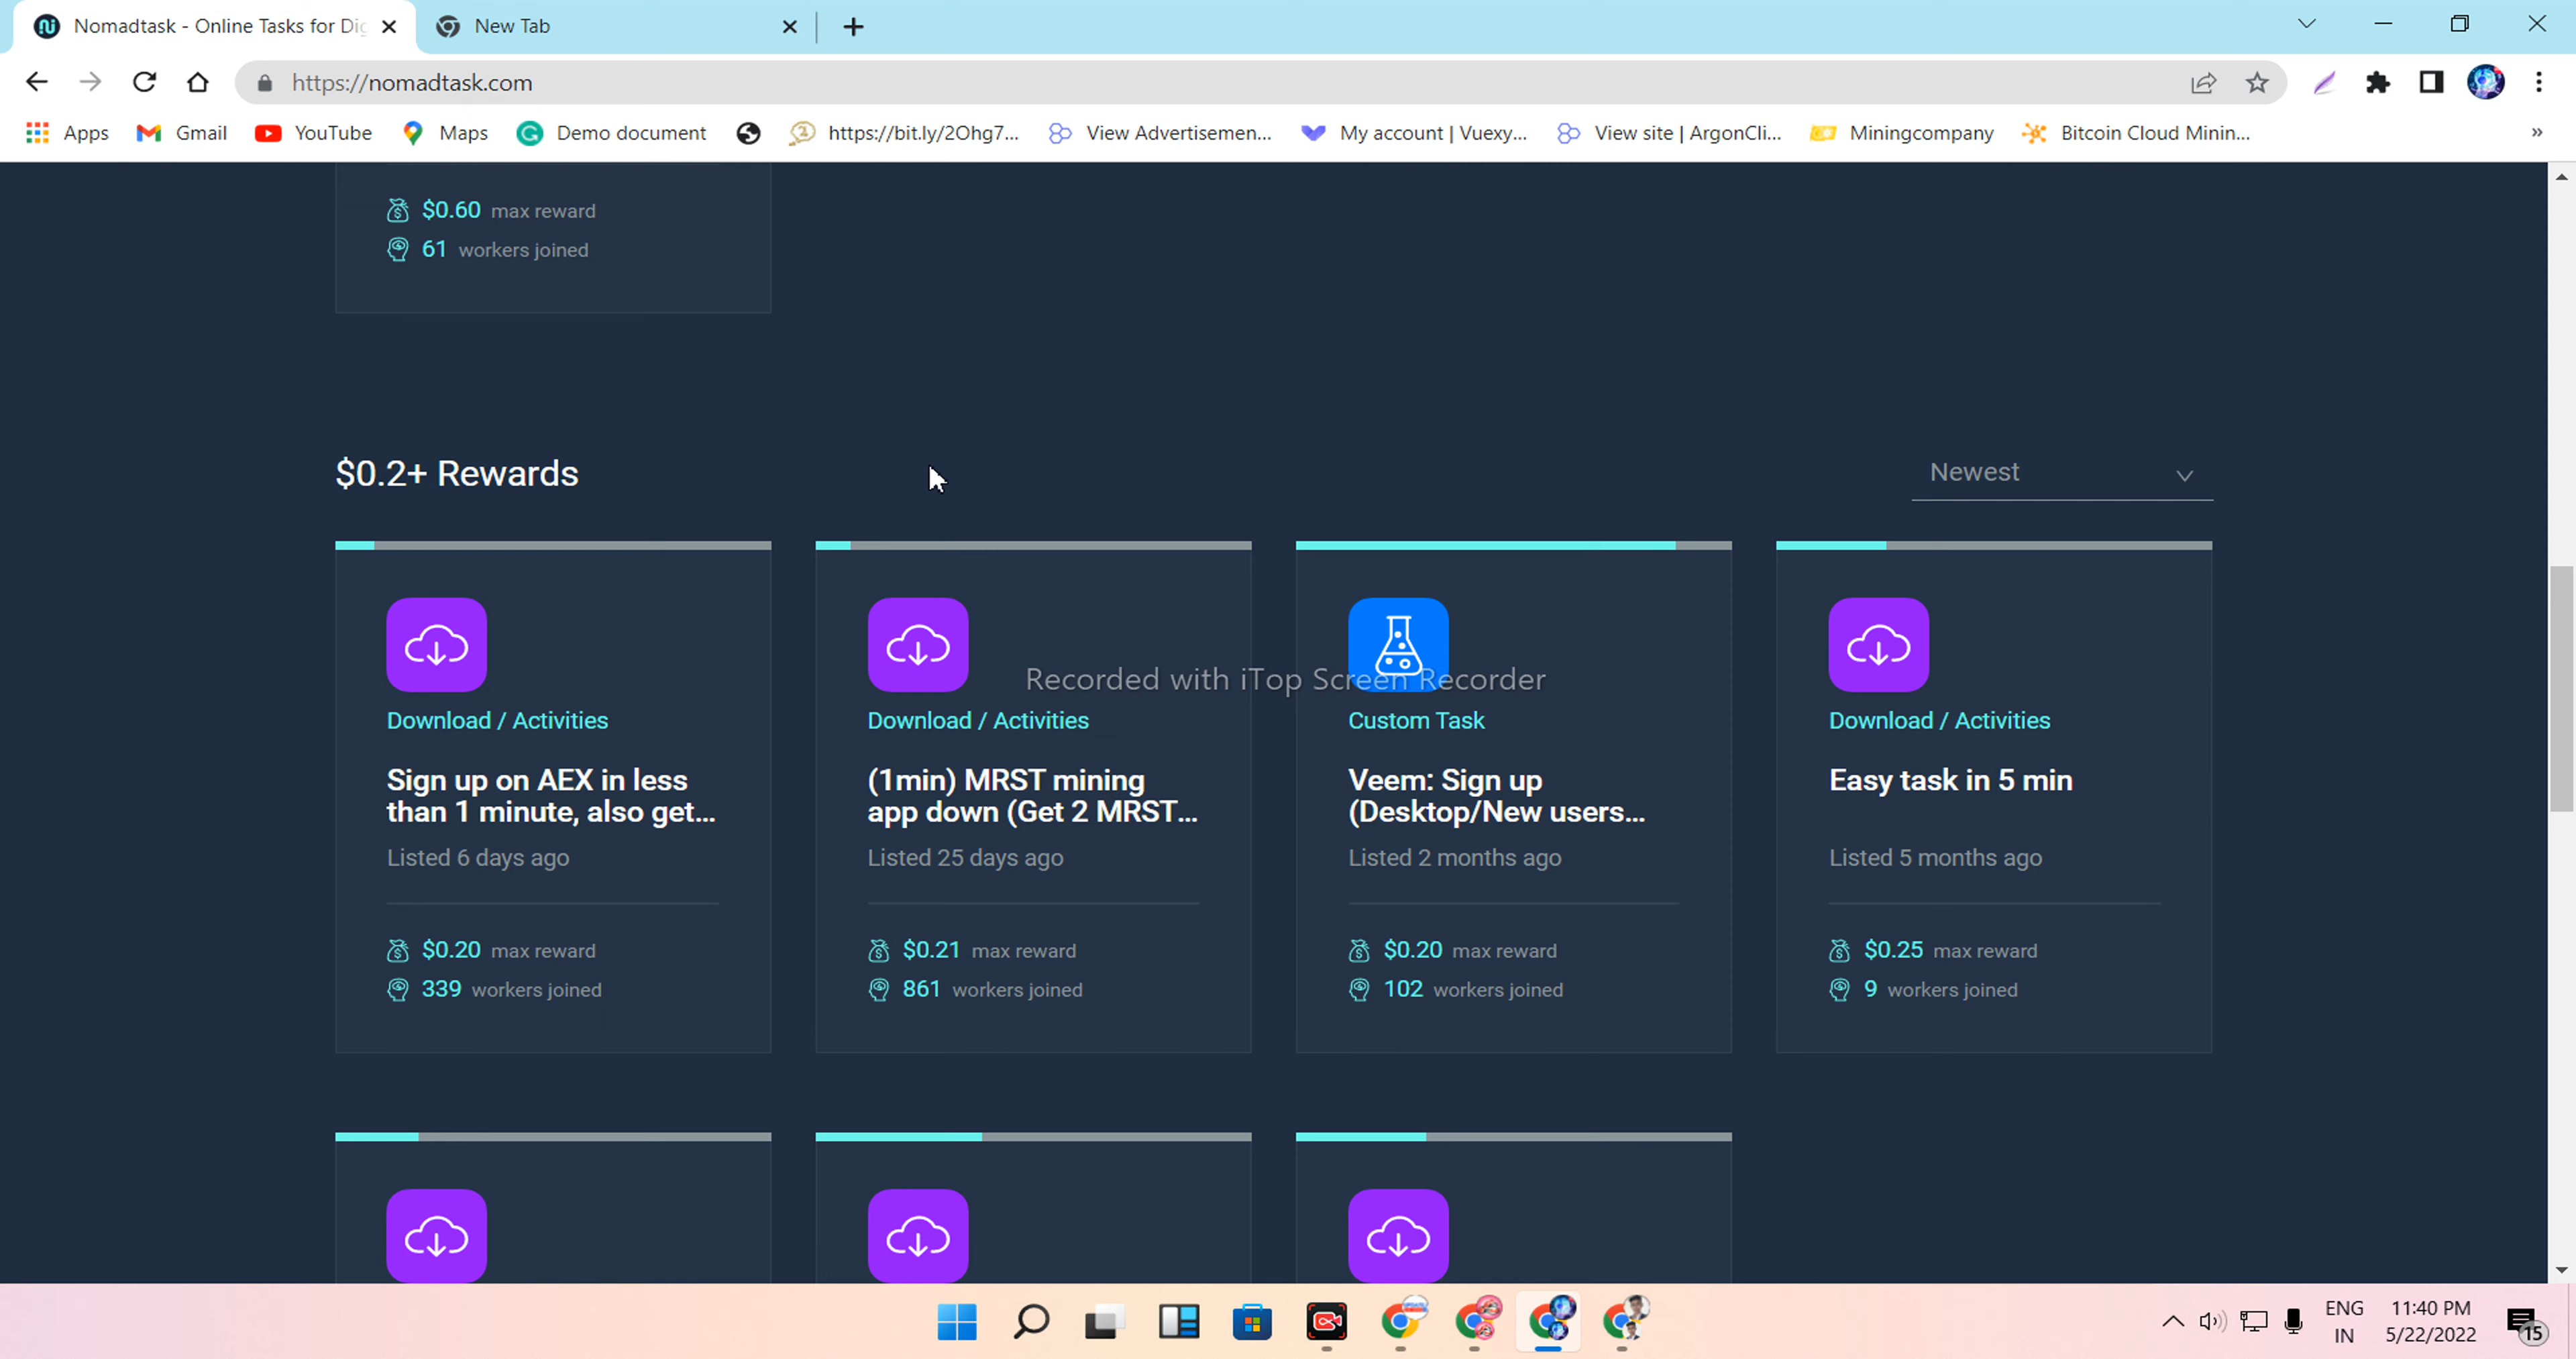 Nomadtask - Online Tasks for Dig
New Tab
https://nomadtask.com
Apps
Gmail
YouTube
Maps
Demo document
https://bit.ly/2Ohg7...
View Advertisemen...
My account | Vuexy...
View site | ArgonCli...
Miningcompany
Bitcoin Cloud Minin...
»
$0.60 max reward
61 workers joined
$0.2+ Rewards
Newest
Download / Activities
Sign up on AEX in less
than 1 minute, also get...
Listed 6 days ago
$0.20 max reward
339 workers joined
Download / Activities
(1min) MRST mining
app down (Get 2 MRST...
Listed 25 days ago
$0.21 max reward
861 workers joined
Custom Task
Veem: Sign up
(Desktop/New users...
Listed 2 months ago
$0.20 max reward
102 workers joined
Download / Activities
Easy task in 5 min
Listed 5 months ago
$0.25 max reward
9 workers joined
Recorded with iTop Screen Recorder
ENG
IN
11:40 PM
5/22/2022
15